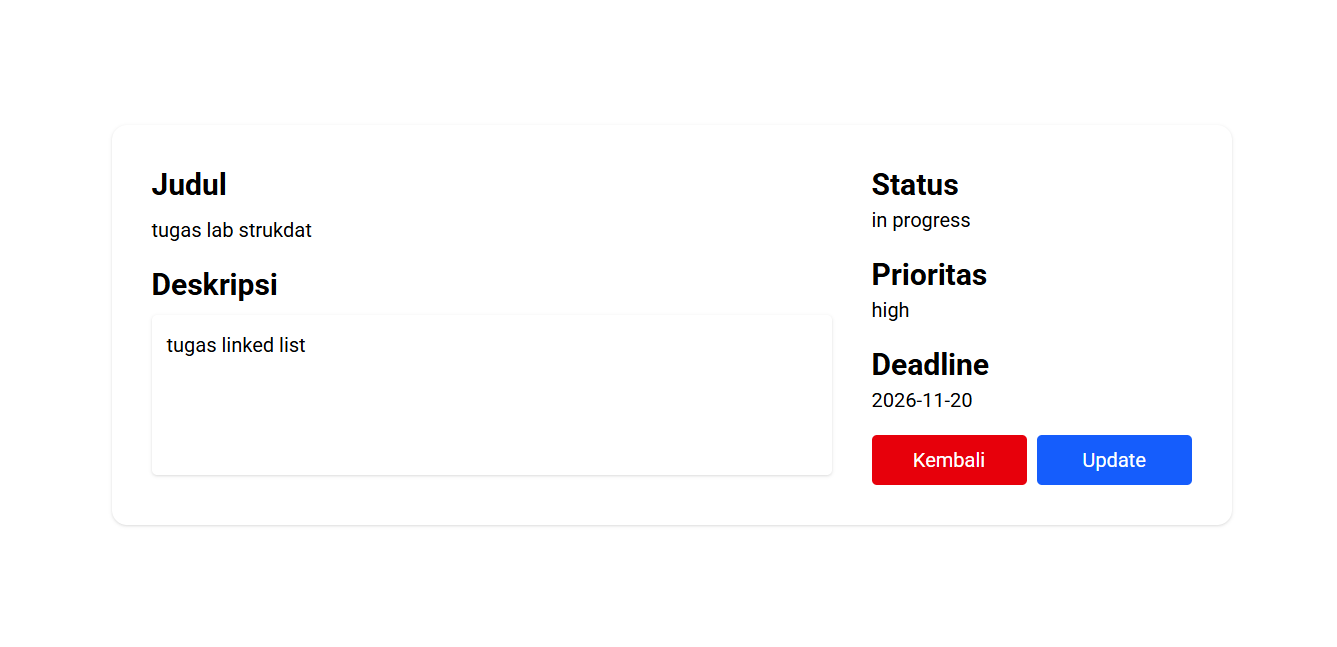 Judul
tugas lab strukdat
Deskripsi
tugas linked list
Status
in progress
Prioritas
high
Deadline
2026-11-20
Kembali
Update